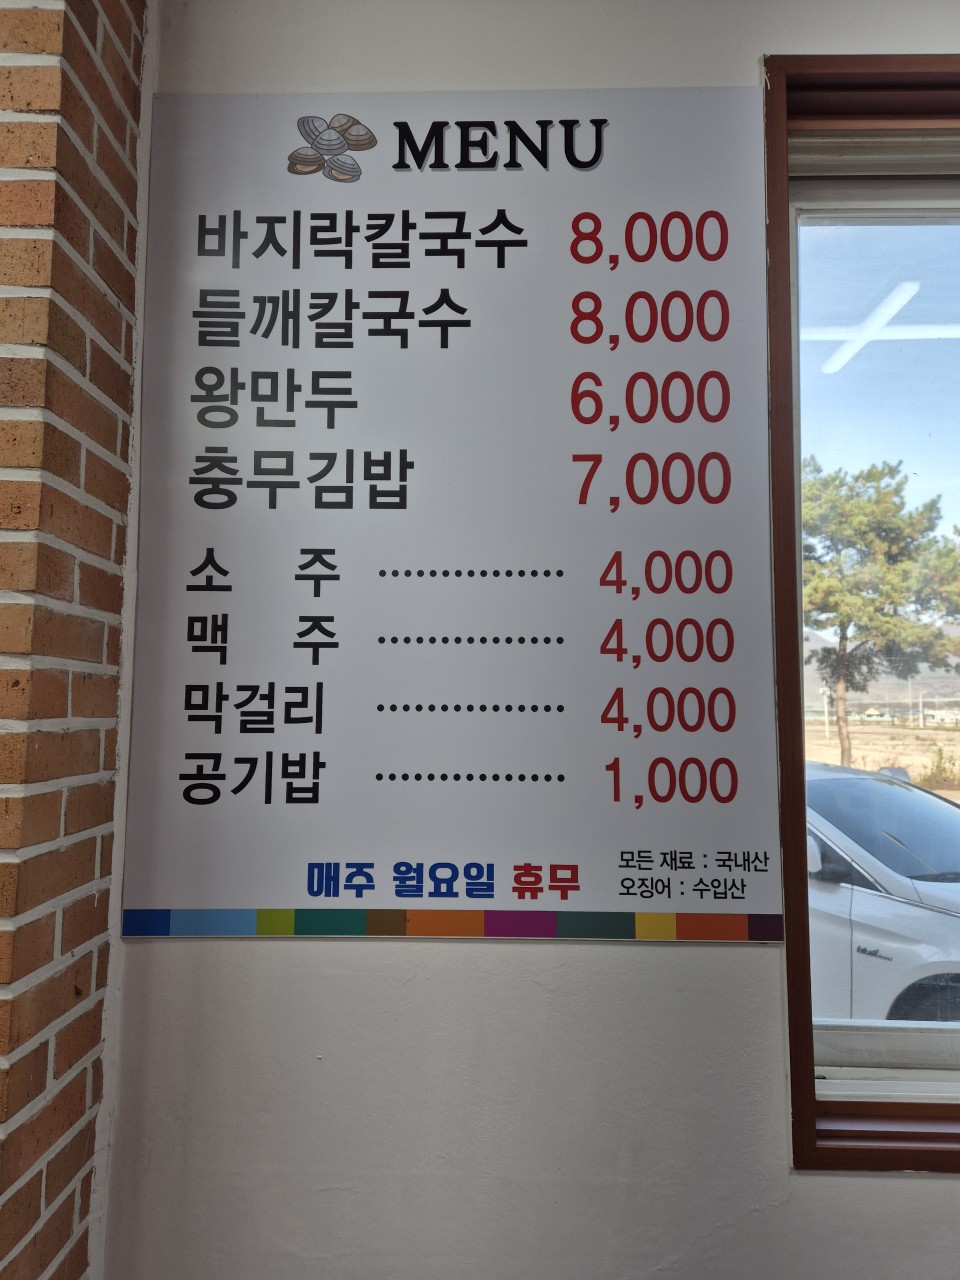 MENU
바지락칼국수 8,000
들깨칼국수 8,000
왕만두 6,000
충무김밥 7,000
소 주 ............... 4,000
맥 주 ............... 4,000
막걸리 ............... 4,000
공기밥 ............... 1,000
매주 월요일 휴무
모든 재료 : 국내산
오징어 : 수입산